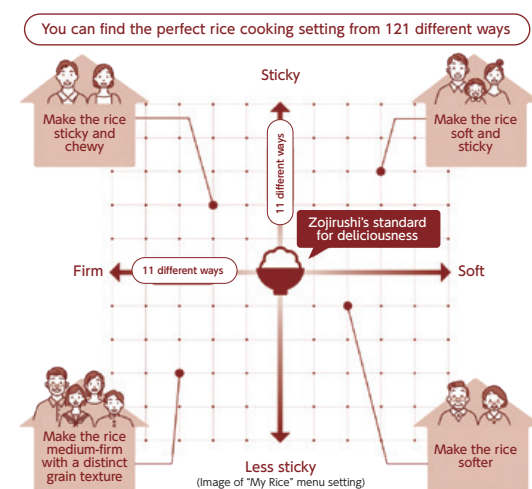 You can find the perfect rice cooking setting from 121 different ways
Sticky
Make the rice
sticky and
chewy
Make the rice
soft and
sticky
11 different ways
Zojirushi's standard
for deliciousness
Firm
11 different ways
Soft
Make the rice
medium-firm
with a distinct
grain texture
Make the rice
softer
Less sticky
(Image of "My Rice" menu setting)